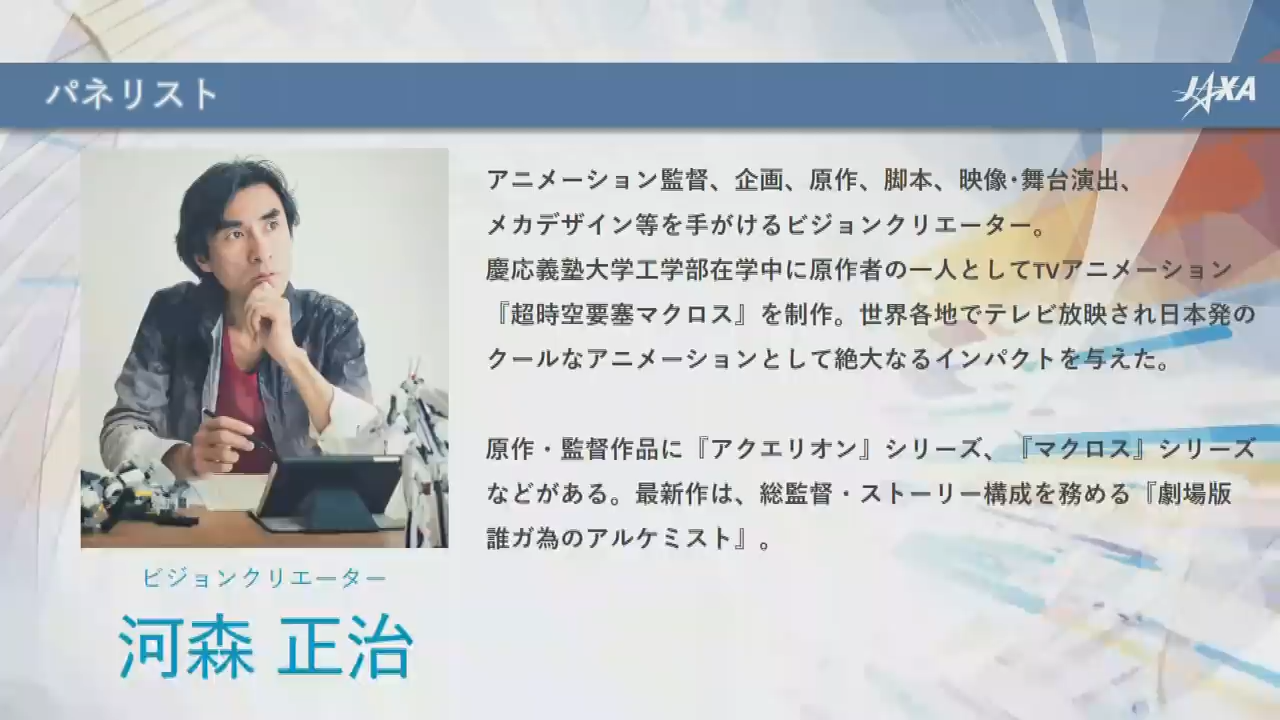 パネリスト
JAXA
アニメーション監督、企画、原作、脚本、映像・舞台演出、
メカデザイン等を手がけるビジョンクリエーター。
慶応義塾大学工学部在学中に原作者の一人としてTVアニメーション
『超時空要塞マクロス』を制作。世界各地でテレビ放映され日本発の
クールなアニメーションとして絶大なるインパクトを与えた。
原作・監督作品に『アクエリオン』シリーズ、『マクロス』シリーズ
などがある。最新作は、総監督・ストーリー構成を務める『劇場版
誰ガ為のアルケミスト』。
ビジョンクリエーター
河森 正治